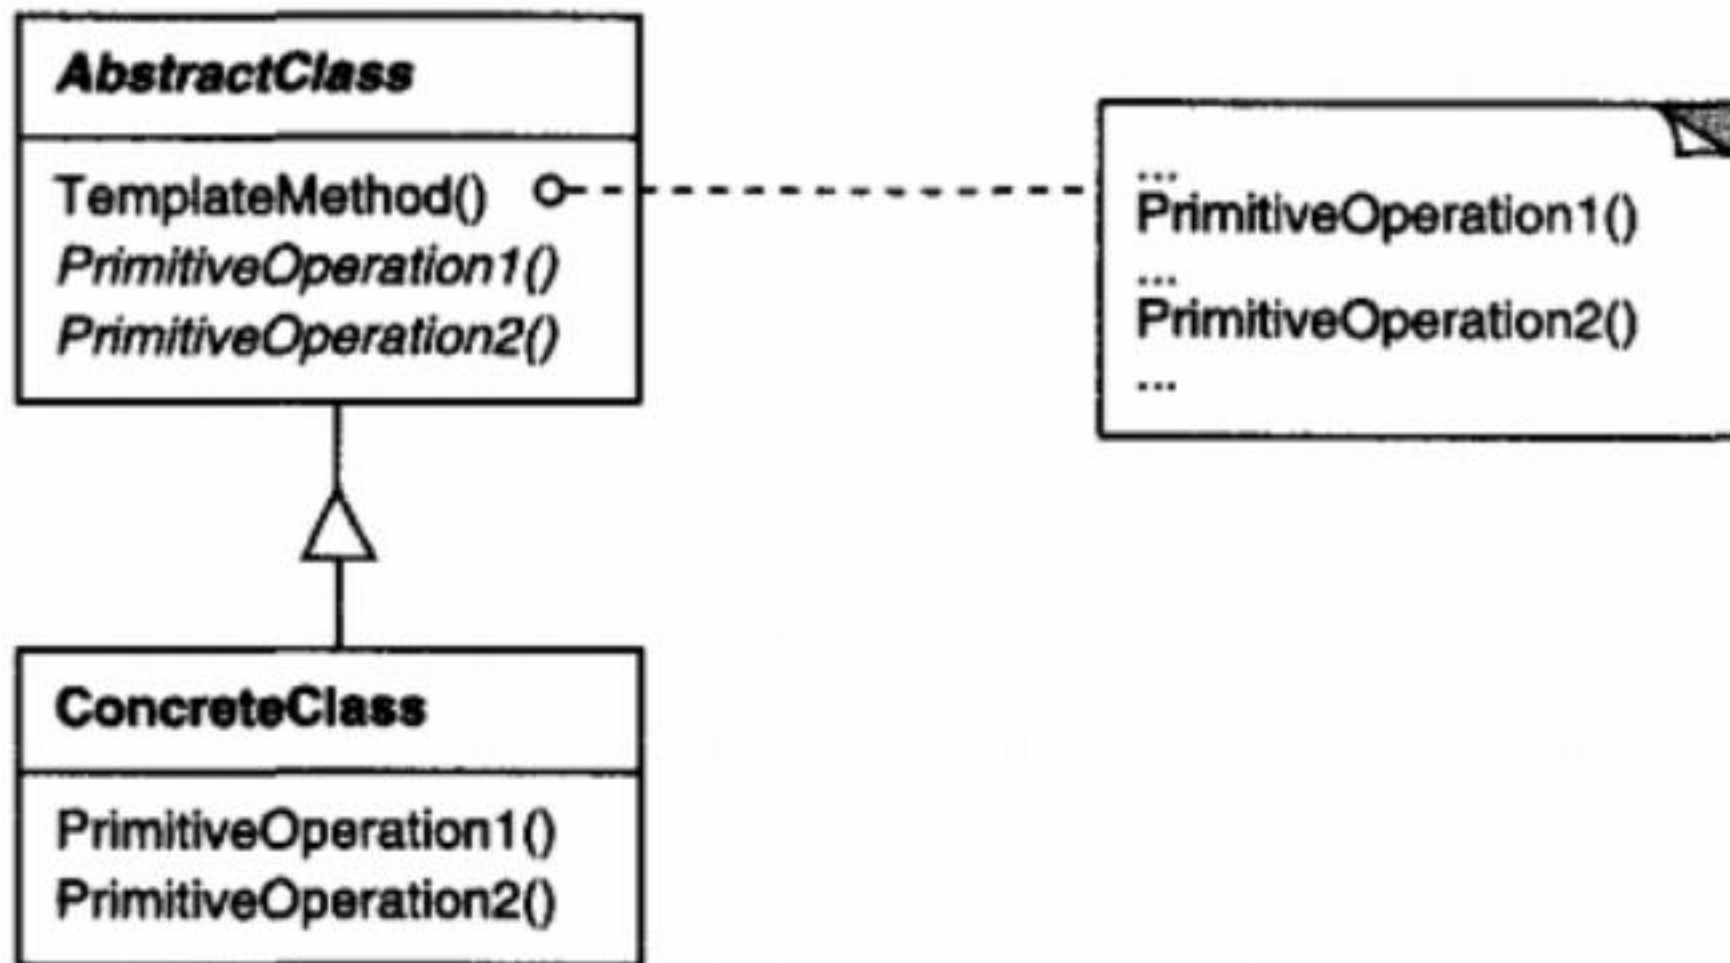 AbstractClass
TemplateMethod()
PrimitiveOperation1()
PrimitiveOperation2()
...
PrimitiveOperation1()
...
PrimitiveOperation2()
...
ConcreteClass
PrimitiveOperation1()
PrimitiveOperation2()